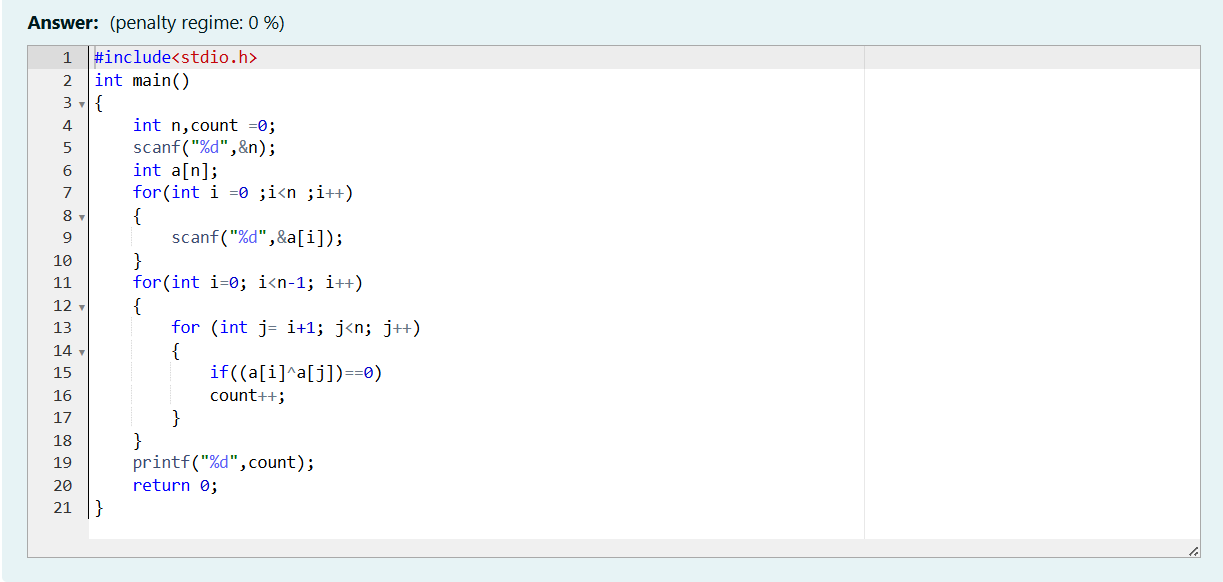 Answer: (penalty regime: 0 %)
1 #include<stdio.h>
2 int main()
3 {
4 int n,count =0;
5 scanf("%d",&n);
6 int a[n];
7 for(int i =0 ;i<n ;i++)
8 {
9 scanf("%d",&a[i]);
10 }
11 for(int i=0; i<n-1; i++)
12 {
13 for (int j= i+1; j<n; j++)
14 {
15 if((a[i]^a[j])==0)
16 count++;
17 }
18 }
19 printf("%d",count);
20 return 0;
21 }